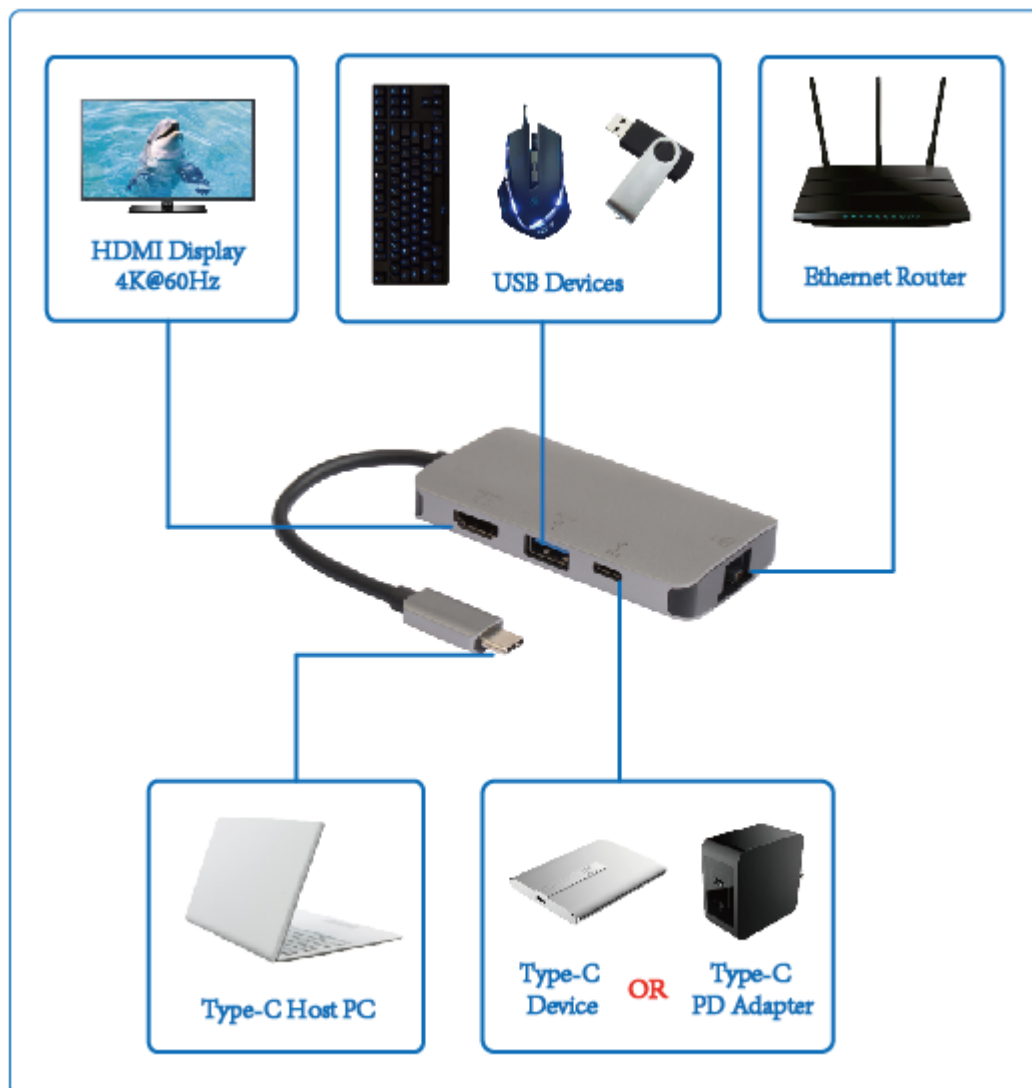 HDMI Display
4K@60Hz
USB Devices
Ethernet Router
Type-C Host PC
Type-C
Device
OR
Type-C
PD Adapter